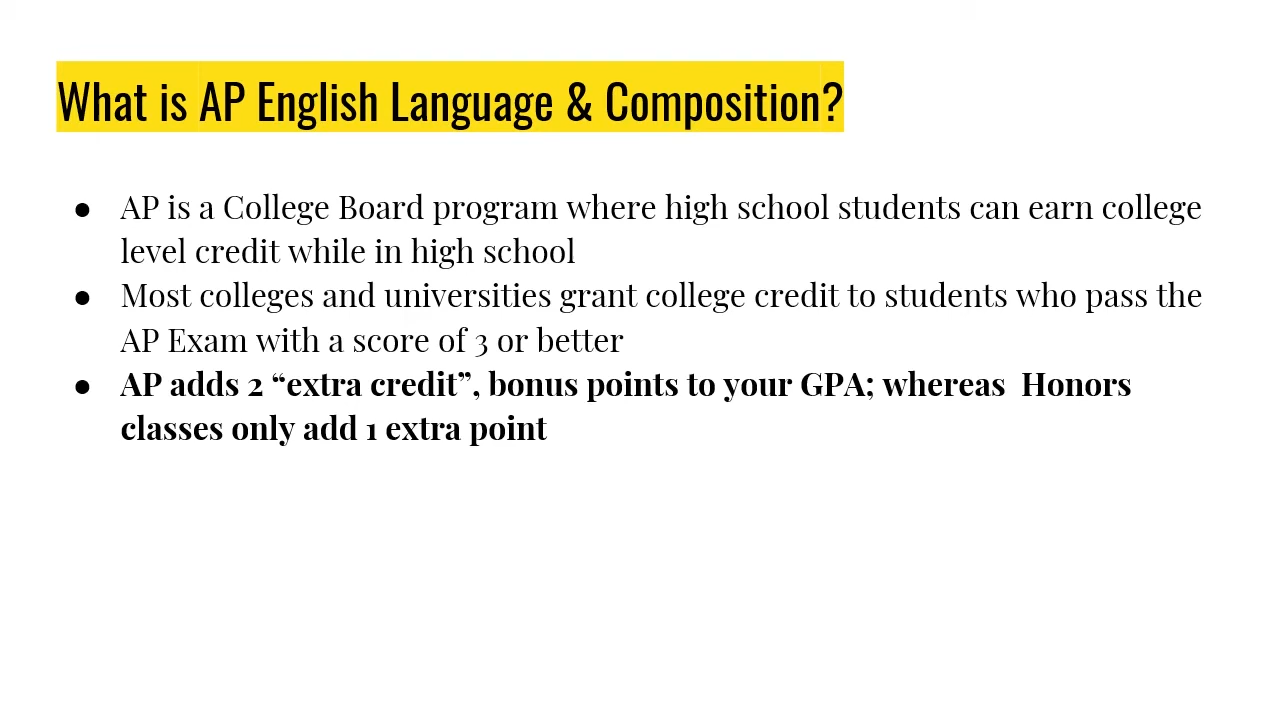 What is AP English Language & Composition?
● AP is a College Board program where high school students can earn college
level credit while in high school
● Most colleges and universities grant college credit to students who pass the
AP Exam with a score of 3 or better
● AP adds 2 “extra credit”, bonus points to your GPA; whereas  Honors
classes only add 1 extra point